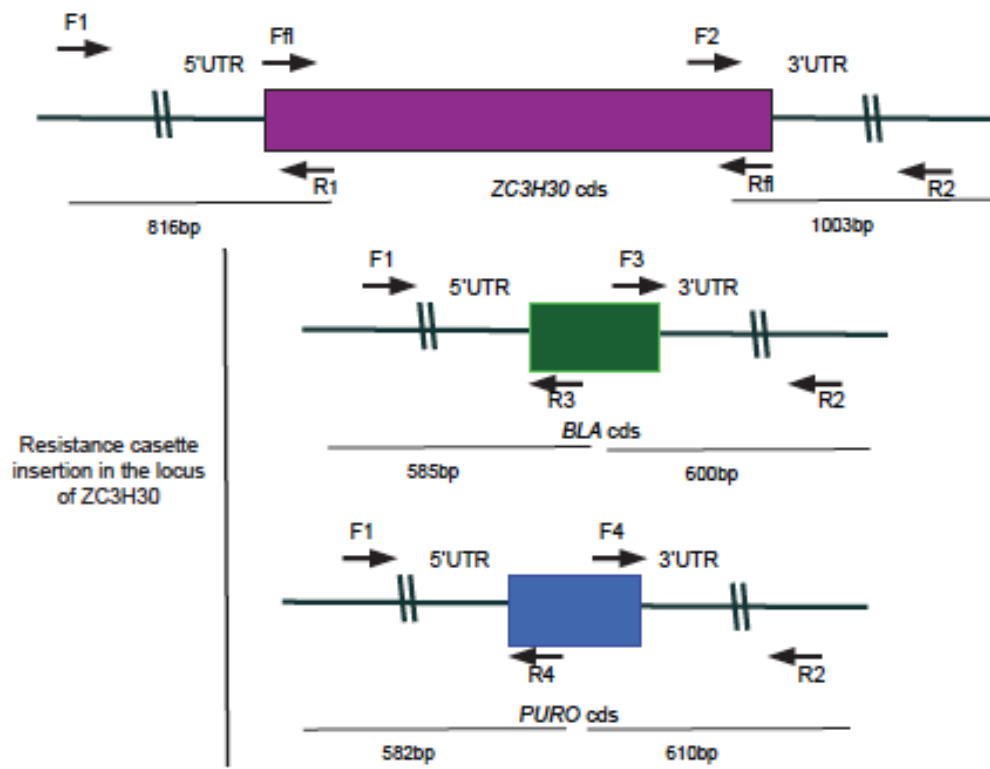 F1
Ffl
F2
5'UTR
3'UTR
R1
ZC3H30 cds
Rfl
R2
816bp
1003bp
F1
F3
5'UTR
3'UTR
R3
R2
BLA cds
585bp
600bp
Resistance casette
insertion in the locus
of ZC3H30
F1
F4
5'UTR
3'UTR
R4
R2
PURO cds
582bp
610bp